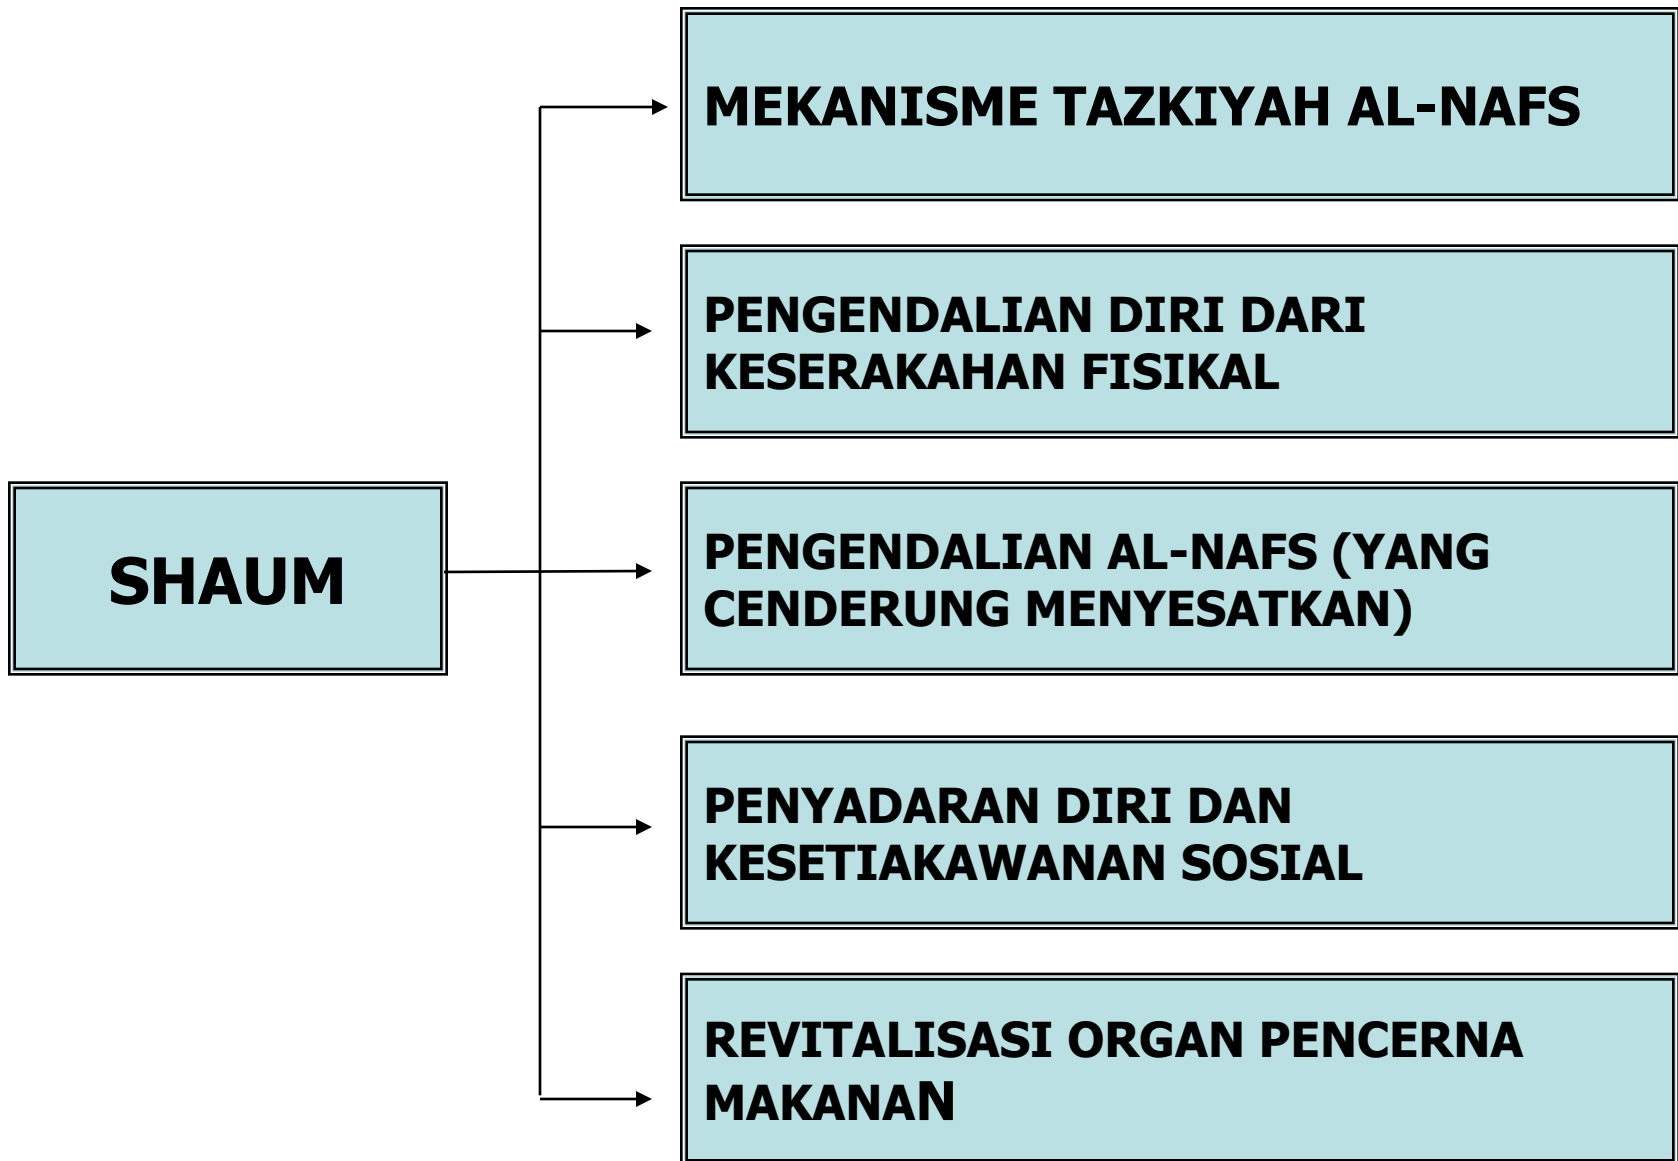 MEKANISME TAZKIYAH AL-NAFS
PENGENDALIAN DIRI DARI
KESERAKAHAN FISIKAL
SHAUM
PENGENDALIAN AL-NAFS (YANG
CENDERUNG MENYESATKAN)
PENYADARAN DIRI DAN
KESETIAKAWANAN SOSIAL
REVITALISASI ORGAN PENCERNA
MAKANAN